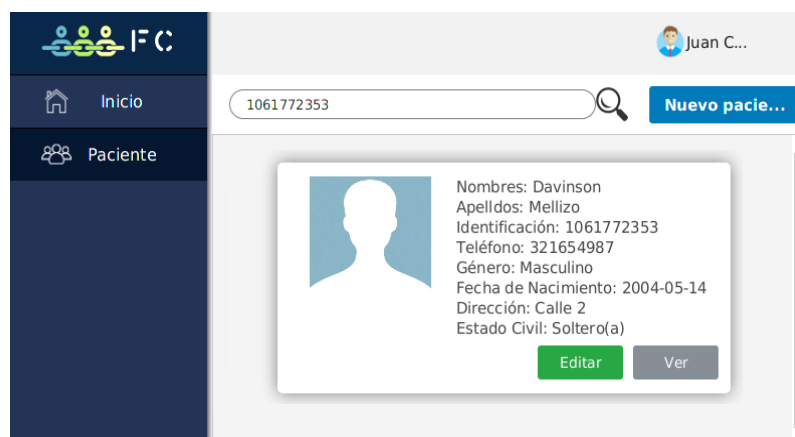 FC
Juan C...
Inicio
1061772353
Nuevo pacie...
Paciente
Nombres: Davinson
Apelldos: Mellizo
Identificación: 1061772353
Teléfono: 321654987
Género: Masculino
Fecha de Nacimiento: 2004-05-14
Dirección: Calle 2
Estado Civil: Soltero(a)
Editar
Ver